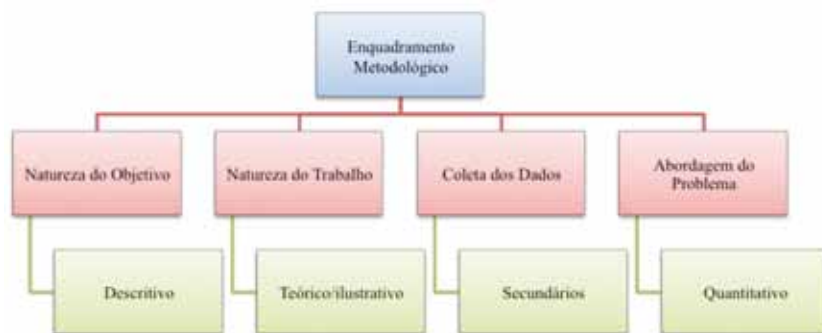 Enquadramento
Metodológico
Natureza do Objetivo
Natureza do Trabalho
Coleta dos Dados
Abordagem do
Problema
Descritivo
Teórico/ilustrativo
Secundários
Quantitativo